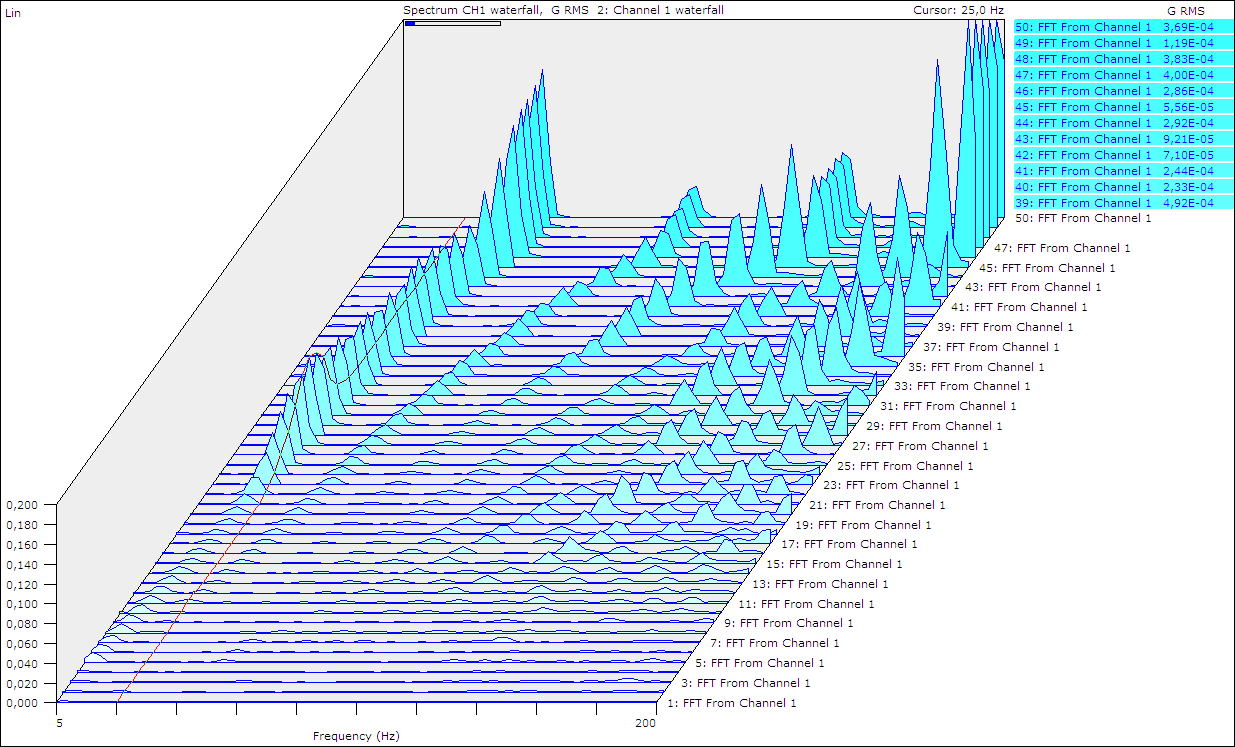 Lin
Spectrum CH1 waterfall, G RMS 2: Channel 1 waterfall
Cursor: 25,0 Hz
G RMS
50: FFT From Channel 1 3,69E-04
49: FFT From Channel 1 1,19E-04
48: FFT From Channel 1 3,83E-04
47: FFT From Channel 1 4,00E-04
46: FFT From Channel 1 2,86E-04
45: FFT From Channel 1 5,56E-05
44: FFT From Channel 1 2,92E-04
43: FFT From Channel 1 9,21E-05
42: FFT From Channel 1 7,10E-05
41: FFT From Channel 1 2,44E-04
40: FFT From Channel 1 2,33E-04
39: FFT From Channel 1 4,92E-04
50: FFT From Channel 1
47: FFT From Channel 1
45: FFT From Channel 1
43: FFT From Channel 1
41: FFT From Channel 1
39: FFT From Channel 1
37: FFT From Channel 1
35: FFT From Channel 1
33: FFT From Channel 1
31: FFT From Channel 1
29: FFT From Channel 1
27: FFT From Channel 1
25: FFT From Channel 1
23: FFT From Channel 1
21: FFT From Channel 1
19: FFT From Channel 1
17: FFT From Channel 1
15: FFT From Channel 1
13: FFT From Channel 1
11: FFT From Channel 1
9: FFT From Channel 1
7: FFT From Channel 1
5: FFT From Channel 1
3: FFT From Channel 1
1: FFT From Channel 1
0,200
0,180
0,160
0,140
0,120
0,100
0,080
0,060
0,040
0,020
0,000
5
200
Frequency (Hz)